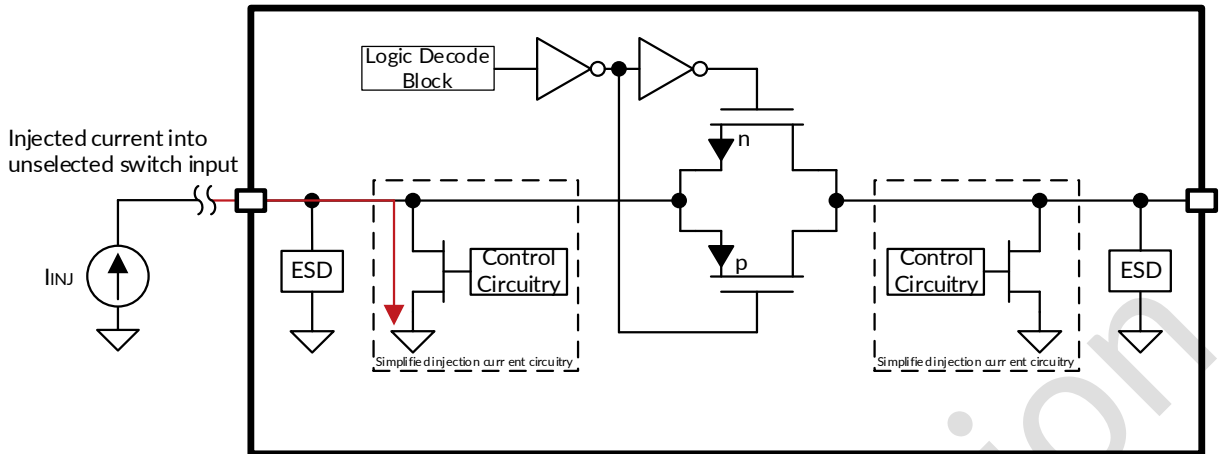 Logic Decode
Block
Injected current into
unselected switch input
n
p
IINJ
ESD
Control
Circuitry
Control
Circuitry
ESD
Simplified injection current circuitry
Simplified injection current circuitry
ion